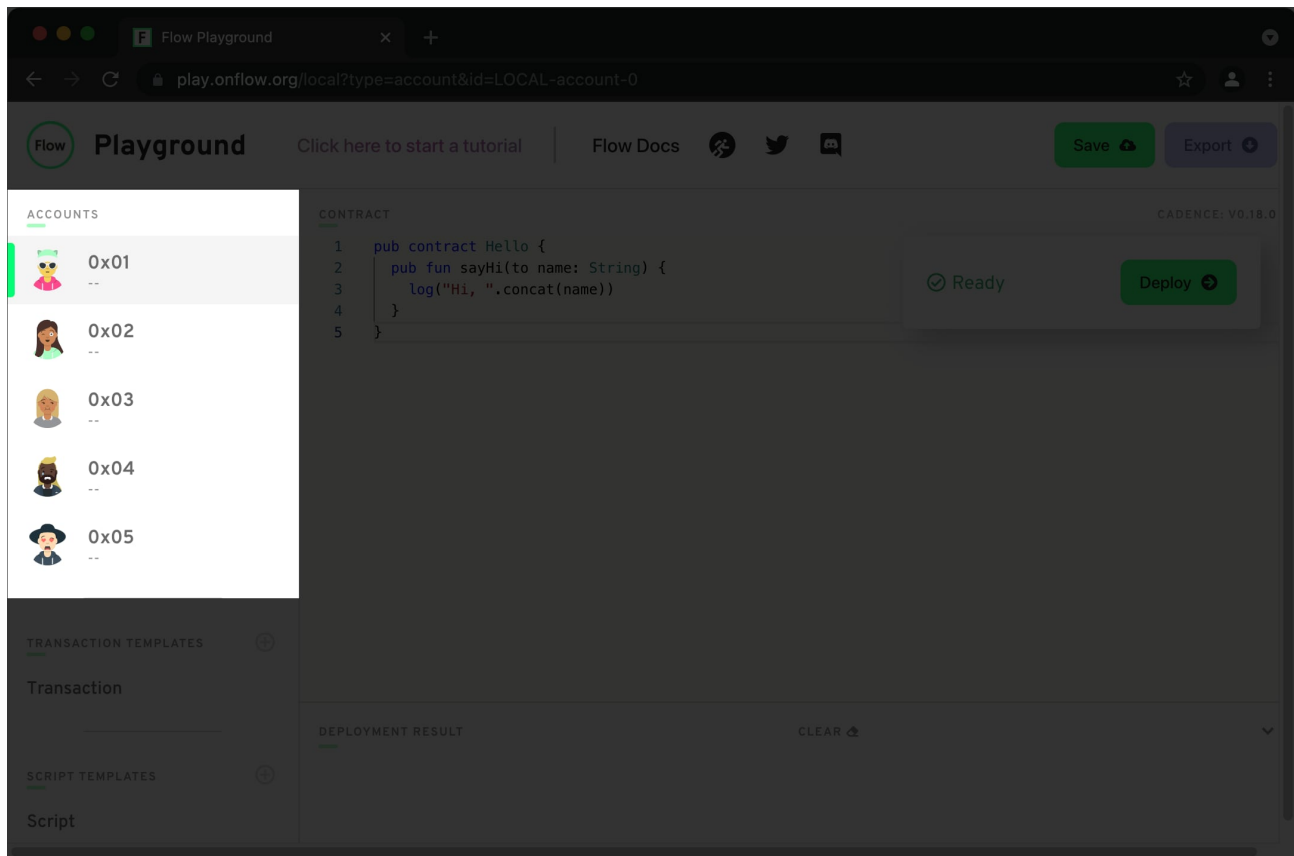 F Flow Playground
play.onflow.org/local?type=account&id=LOCAL-account-0
Flow Playground Click here to start a tutorial Flow Docs Save Export
ACCOUNTS
0x01
--
0x02
--
0x03
--
0x04
--
0x05
--
TRANSACTION TEMPLATES
Transaction
SCRIPT TEMPLATES
Script
CONTRACT CADENCE: V0.18.0
1 pub contract Hello {
2 pub fun sayHi(to name: String) {
3 log("Hi, ".concat(name))
4 }
5 }
Ready Deploy
DEPLOYMENT RESULT CLEAR